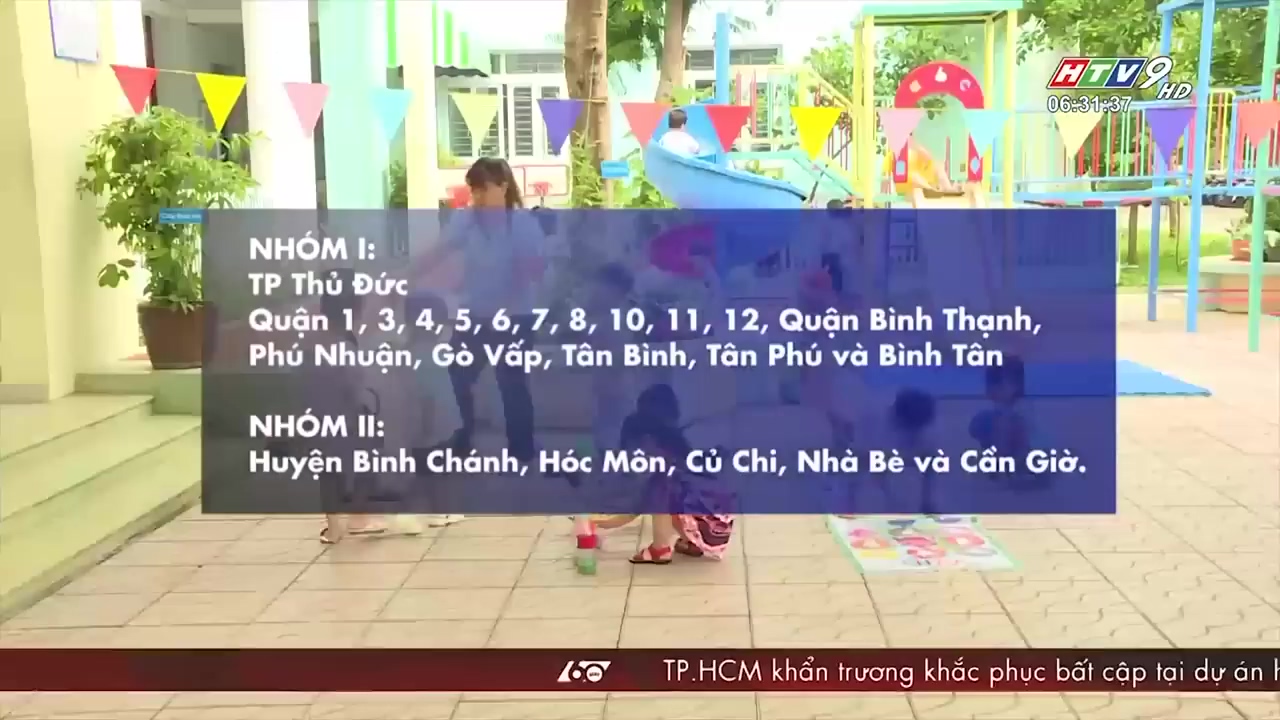 HTV9 HD
06:31:37
NHÓM I:
TP Thủ Đức
Quận 1, 3, 4, 5, 6, 7, 8, 10, 11, 12, Quận Bình Thạnh,
Phú Nhuận, Gò Vấp, Tân Bình, Tân Phú và Bình Tân
NHÓM II:
Huyện Bình Chánh, Hóc Môn, Củ Chi, Nhà Bè và Cần Giờ.
TP.HCM khẩn trương khắc phục bất cập tại dự án h